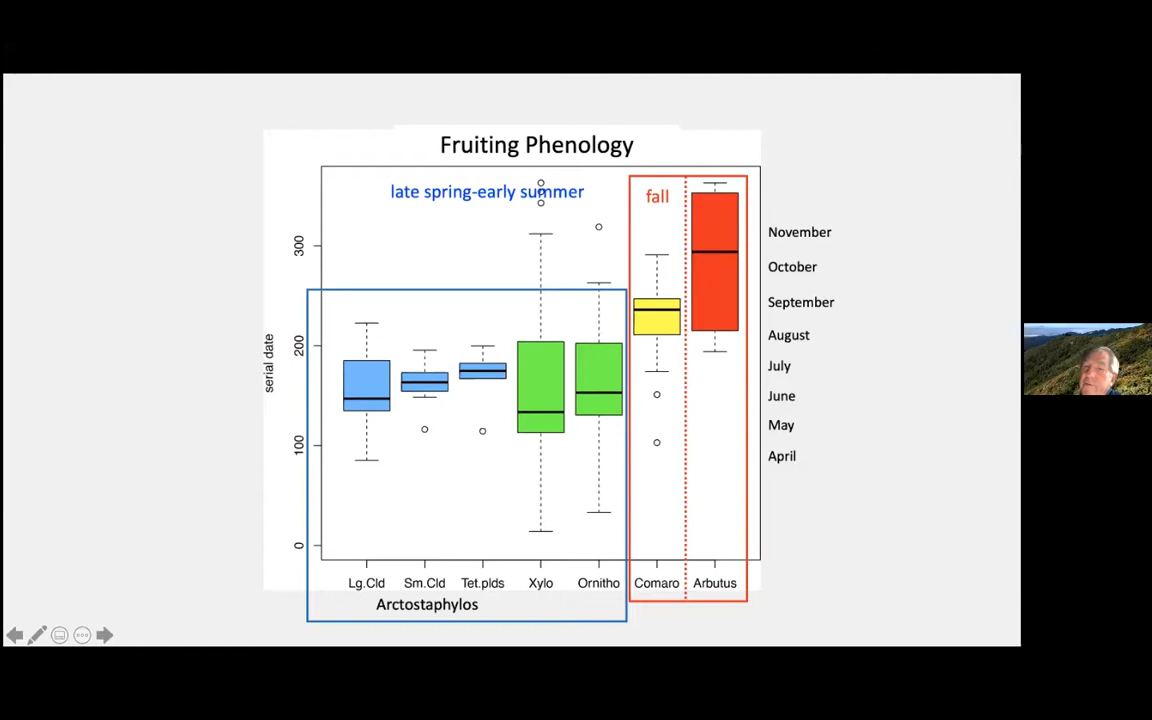 Fruiting Phenology
late spring-early summer
fall
300
200
100
0
serial date
November
October
September
August
July
June
May
April
Lg.Cld Sm.Cld Tet.plds Xylo Ornitho Comaro Arbutus
Arctostaphylos